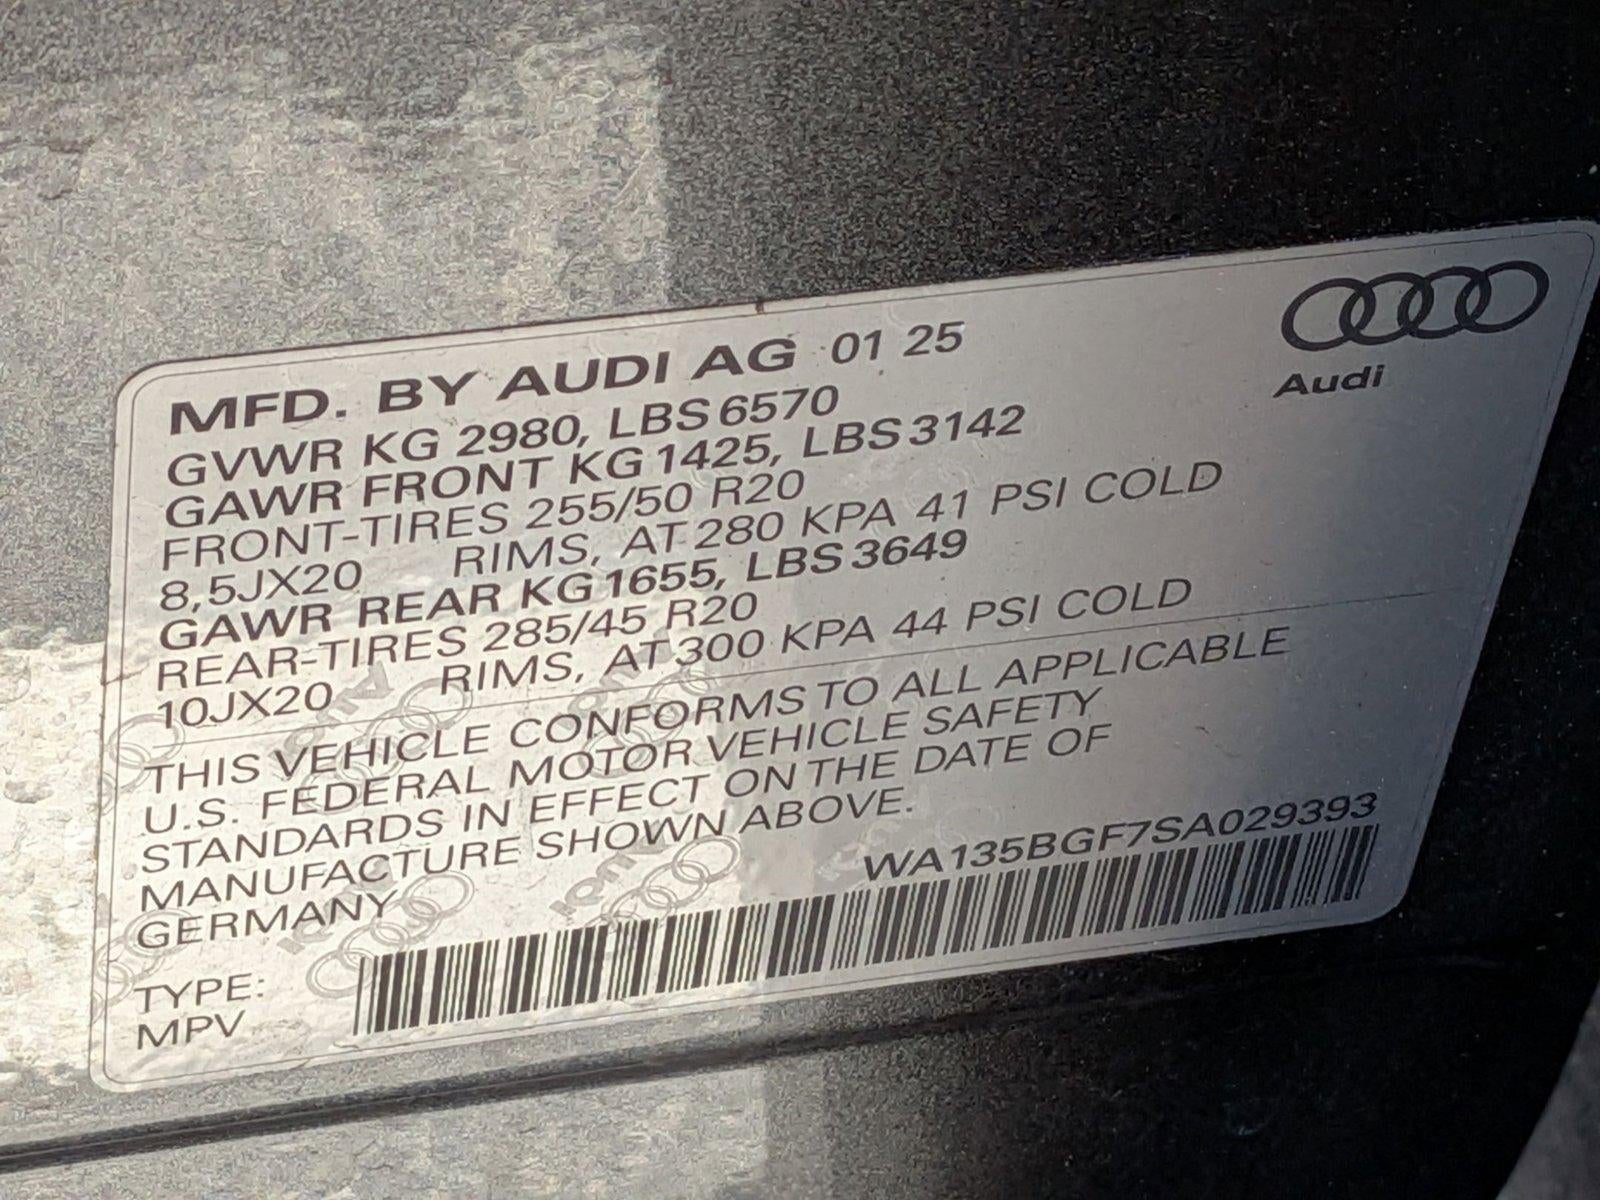 MFD. BY AUDI AG 01 25
Audi
GVWR KG 2980, LBS 6570
GAWR FRONT KG 1425, LBS 3142
FRONT-TIRES 255/50 R20
8,5JX20 RIMS, AT 280 KPA 41 PSI COLD
GAWR REAR KG 1655, LBS 3649
REAR-TIRES 285/45 R20
10JX20 RIMS, AT 300 KPA 44 PSI COLD
THIS VEHICLE CONFORMS TO ALL APPLICABLE
U.S. FEDERAL MOTOR VEHICLE SAFETY
STANDARDS IN EFFECT ON THE DATE OF
MANUFACTURE SHOWN ABOVE.
GERMANY
WA135BGF7SA029393
TYPE:
MPV